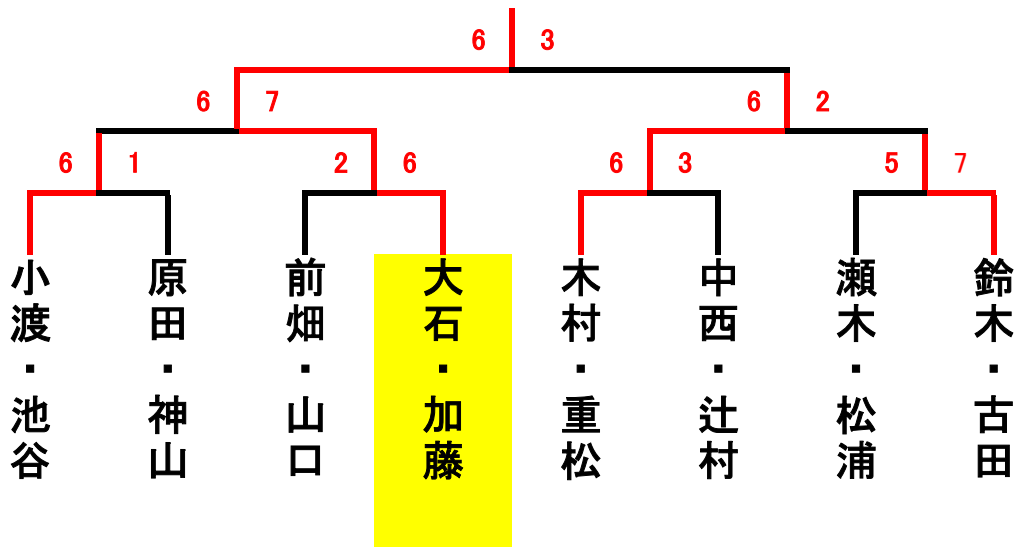 6 3
6 7 6 2
6 1 2 6 6 3 5 7
小渡・池谷
原田・神山
前畑・山口
大石・加藤
木村・重松
中西・辻村
瀬木・松浦
鈴木・古田